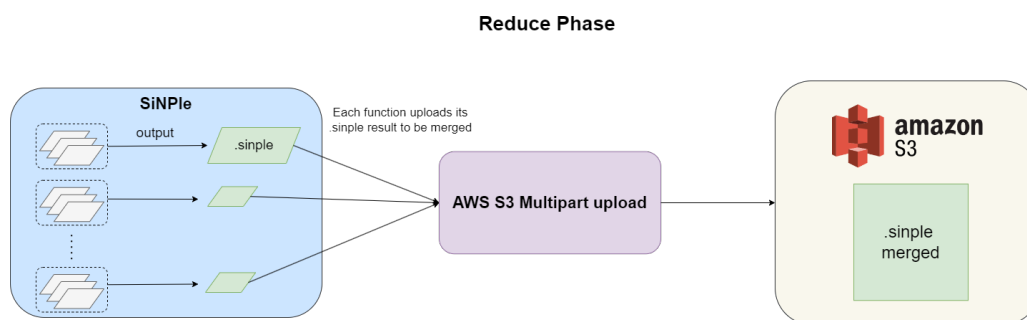 Reduce Phase
SiNPle
output
.sinple
Each function uploads its
.sinple result to be merged
AWS S3 Multipart upload
amazon
S3
.sinple
merged